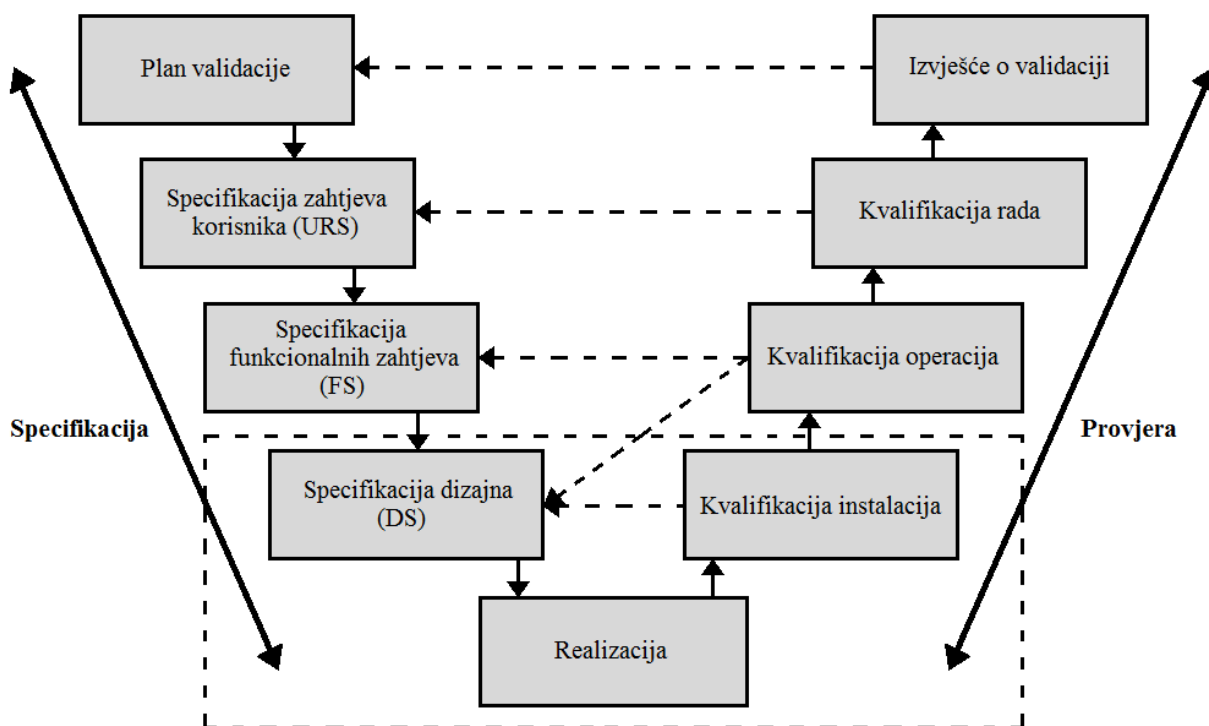 Plan validacije
Izvješće o validaciji
Specifikacija zahtjeva
korisnika (URS)
Kvalifikacija rada
Specifikacija
funkcionalnih zahtjeva
(FS)
Kvalifikacija operacija
Specifikacija
Provjera
Specifikacija dizajna
(DS)
Kvalifikacija instalacija
Realizacija